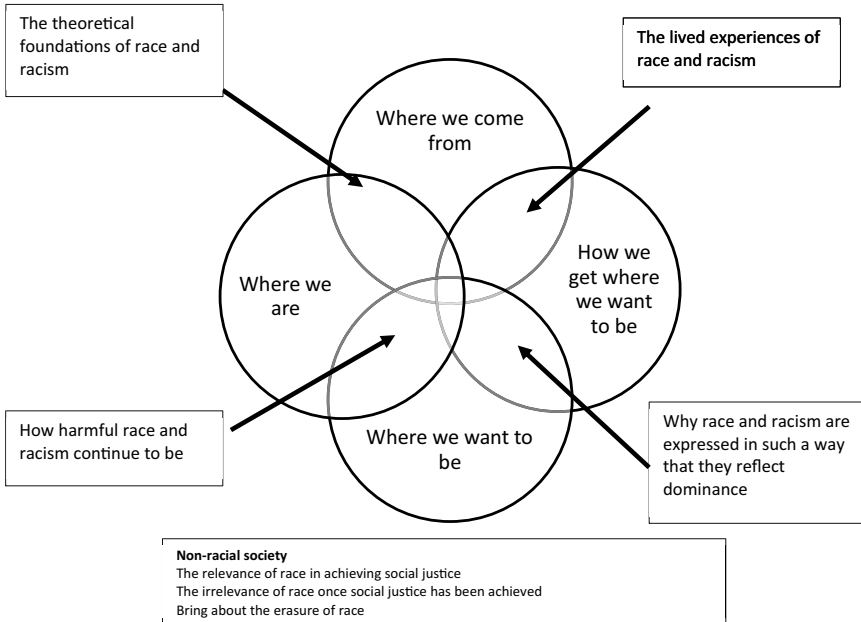 The theoretical
foundations of race and
racism
The lived experiences of
race and racism
Where we come
from
Where we
are
How we
get where
we want
to be
Where we want to
be
How harmful race and
racism continue to be
Why race and racism are
expressed in such a way
that they reflect
dominance
Non-racial society
The relevance of race in achieving social justice
The irrelevance of race once social justice has been achieved
Bring about the erasure of race